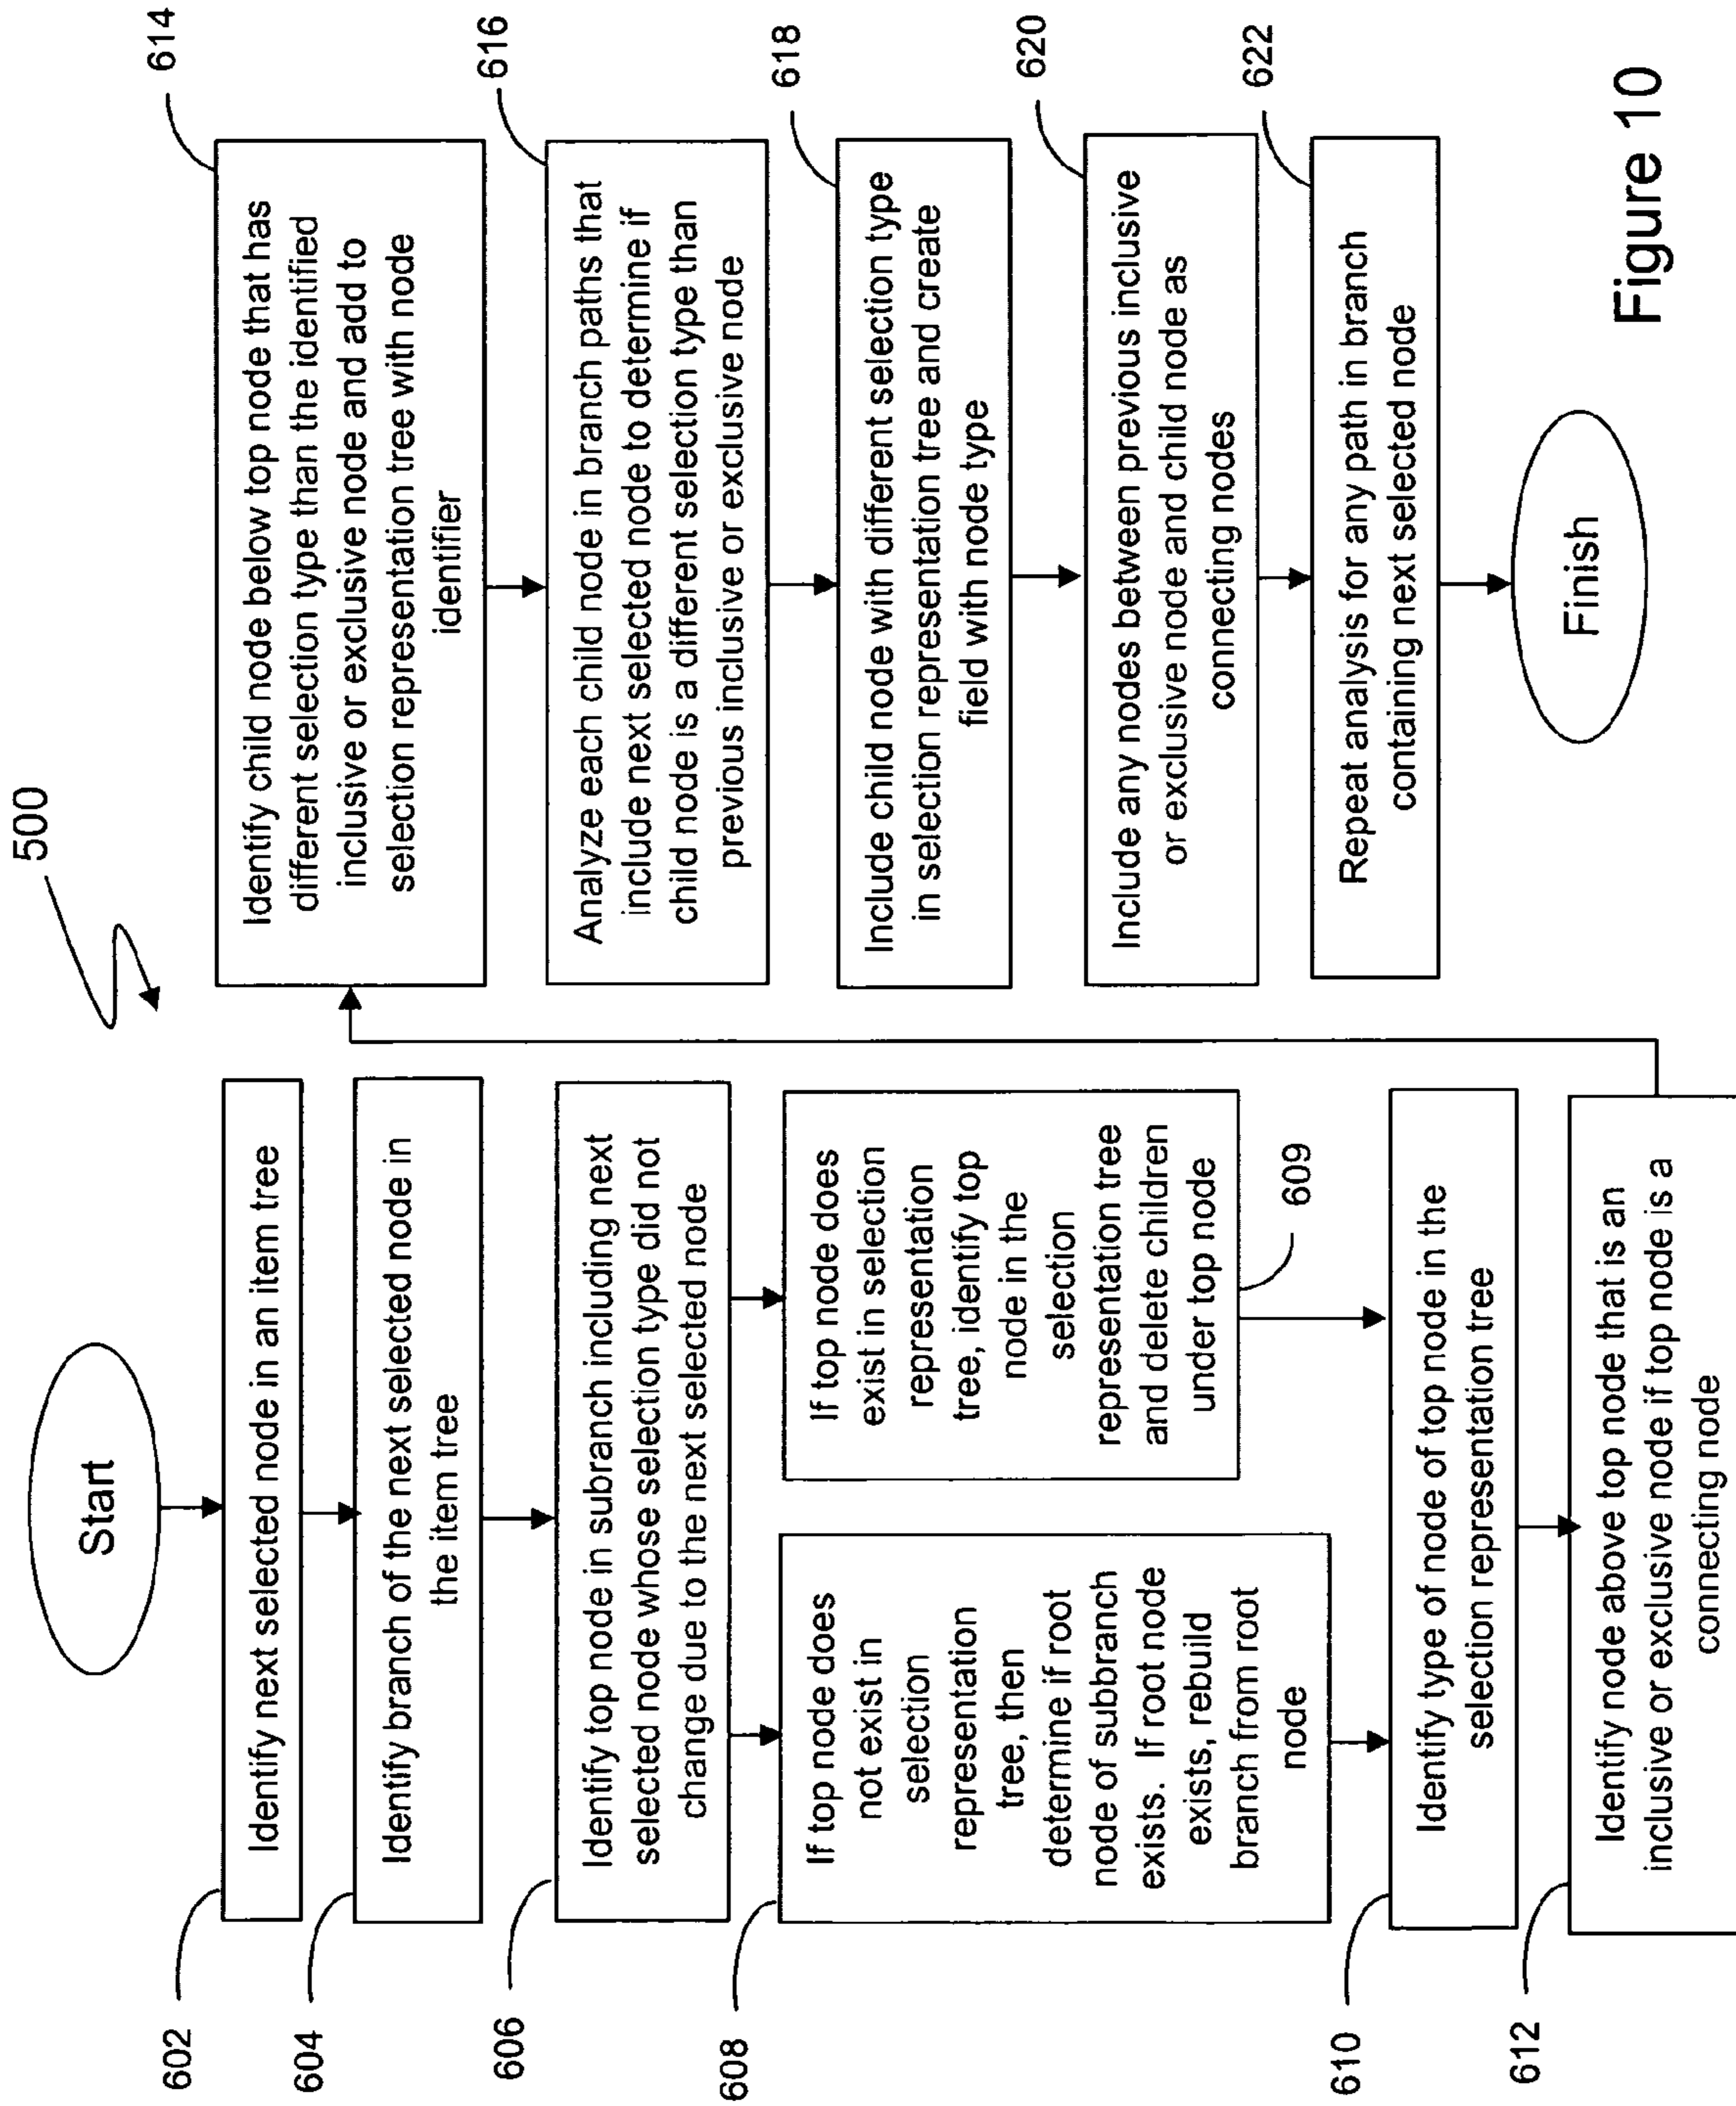 500
Start
602
Identify next selected node in an item tree
604
Identify branch of the next selected node in
the item tree
606
Identify top node in subbranch including next
selected node whose selection type did not
change due to the next selected node
608
If top node does
not exist in
selection
representation
tree, then
determine if root
node of subbranch
exists. If root node
exists, rebuild
branch from root
node
If top node does
exist in selection
representation
tree, identify top
node in the
selection
representation tree
and delete children
under top node
609
610
Identify type of node of top node in the
selection representation tree
612
Identify node above top node that is an
inclusive or exclusive node if top node is a
connecting node
614
Identify child node below top node that has
different selection type than the identified
inclusive or exclusive node and add to
selection representation tree with node
identifier
616
Analyze each child node in branch paths that
include next selected node to determine if
child node is a different selection type than
previous inclusive or exclusive node
618
Include child node with different selection type
in selection representation tree and create
field with node type
620
Include any nodes between previous inclusive
or exclusive node and child node as
connecting nodes
622
Repeat analysis for any path in branch
containing next selected node
Finish
Figure 10